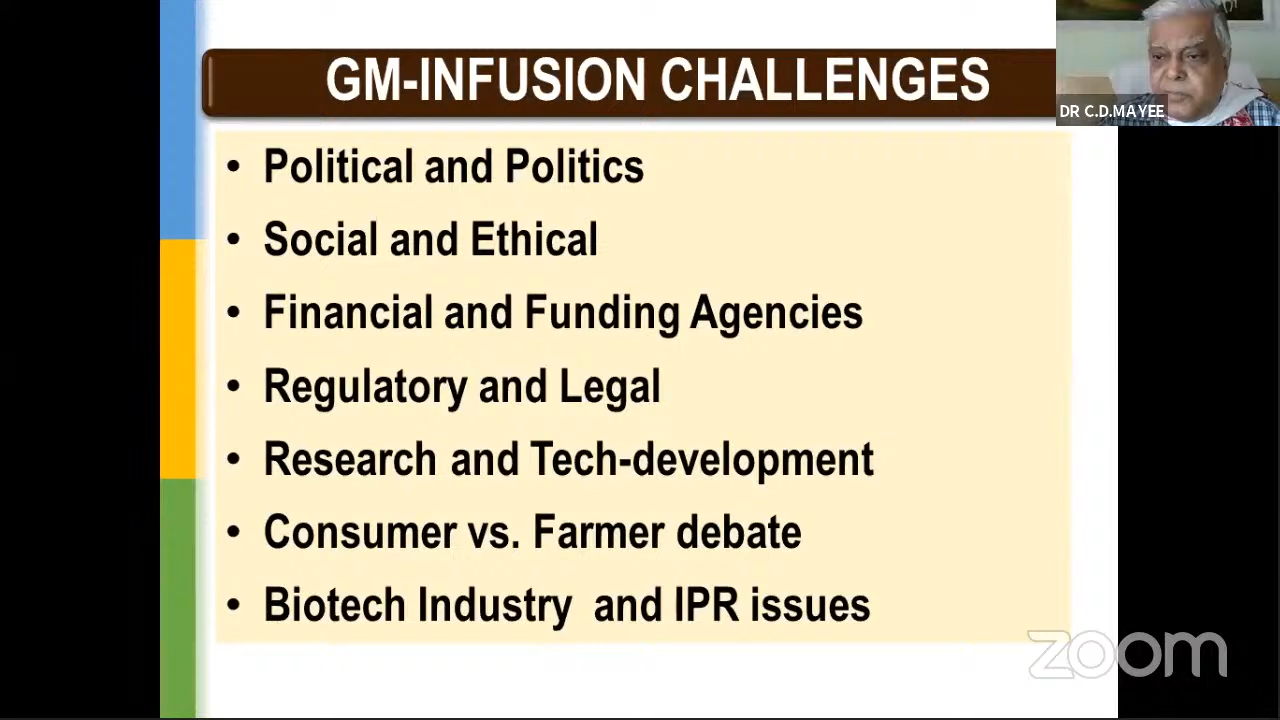 GM-INFUSION CHALLENGES
DR C.D.MAYEE
• Political and Politics
• Social and Ethical
• Financial and Funding Agencies
• Regulatory and Legal
• Research and Tech-development
• Consumer vs. Farmer debate
• Biotech Industry  and IPR issues
zoom